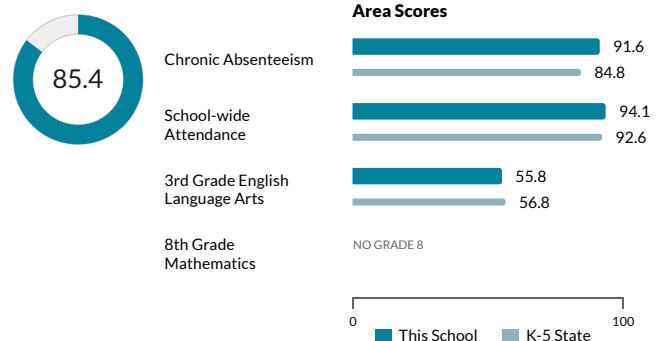 Area Scores
85.4
Chronic Absenteeism
91.6
84.8
School-wide
Attendance
94.1
92.6
3rd Grade English
Language Arts
55.8
56.8
8th Grade
Mathematics
NO GRADE 8
0
100
This School
K-5 State